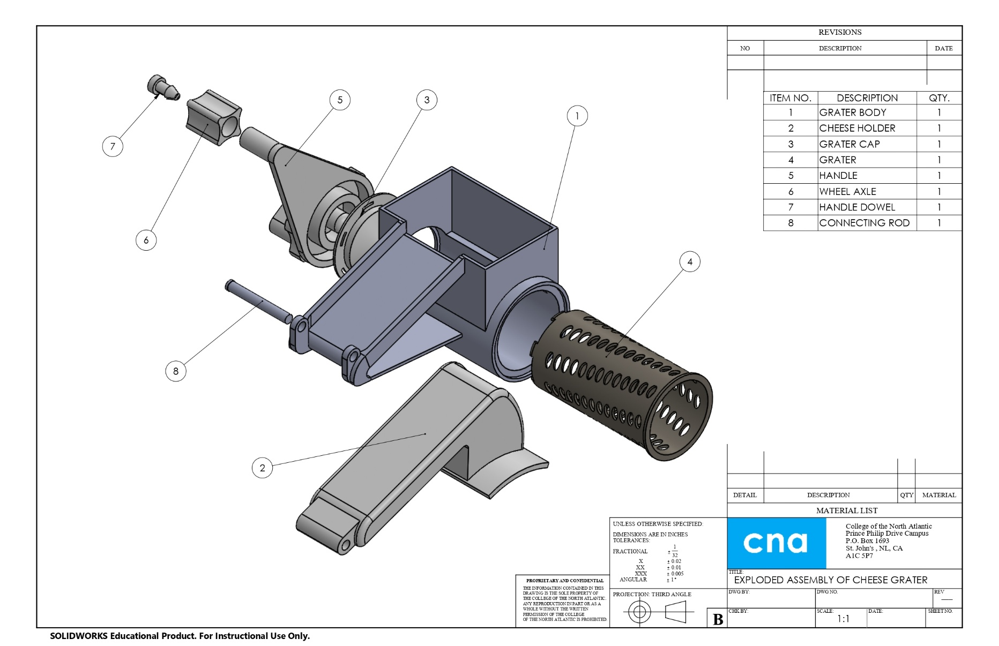 REVISIONS
NO DESCRIPTION DATE
ITEM NO. DESCRIPTION QTY.
1 GRATER BODY 1
2 CHEESE HOLDER 1
3 GRATER CAP 1
4 GRATER 1
5 HANDLE 1
6 WHEEL AXLE 1
7 HANDLE DOWEL 1
8 CONNECTING ROD 1
5
3
1
7
6
4
8
2
DETAIL DESCRIPTION QTY MATERIAL
MATERIAL LIST
UNLESS OTHERWISE SPECIFIED:
DIMENSIONS ARE IN INCHES
TOLERANCES:
FRACTIONAL ± 1/32
X ± 0.02
XX ± 0.01
XXX ± 0.005
ANGULAR ± 1°
cna
College of the North Atlantic
Prince Philip Drive Campus
P.O. Box 1693
St. John's , NL, CA
A1C 5P7
TITLE:
EXPLODED ASSEMBLY OF CHEESE GRATER
PROPRIETARY AND CONFIDENTIAL
THE INFORMATION CONTAINED IN THIS
DRAWING IS THE SOLE PROPERTY OF
THE COLLEGE OF THE NORTH ATLANTIC.
ANY REPRODUCTION IN PART OR AS A
WHOLE WITHOUT THE WRITTEN
PERMISSION OF THE COLLEGE
OF THE NORTH ATLANTIC IS PROHIBITED.
PROJECTION: THIRD ANGLE
B
DWG BY: DWG NO. REV
CHK BY: SCALE: DATE: SHEET NO.
1:1
SOLIDWORKS Educational Product. For Instructional Use Only.